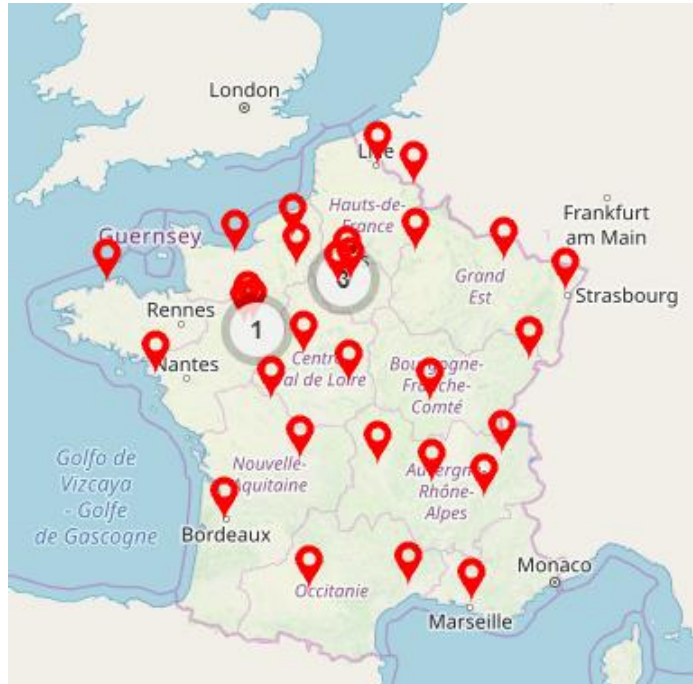 London
Lille
Hauts-de-
France
Guernsey
Frankfurt
am Main
Grand
Est
3
Strasbourg
Rennes
1
Nantes
Centre
Val de Loire
Bourgogne-
Franche-
Comté
Golfo de
Vizcaya
- Golfe
de Gascogne
Nouvelle-
Aquitaine
Auvergne-
Rhône-
Alpes
Bordeaux
Occitanie
Monaco
Marseille